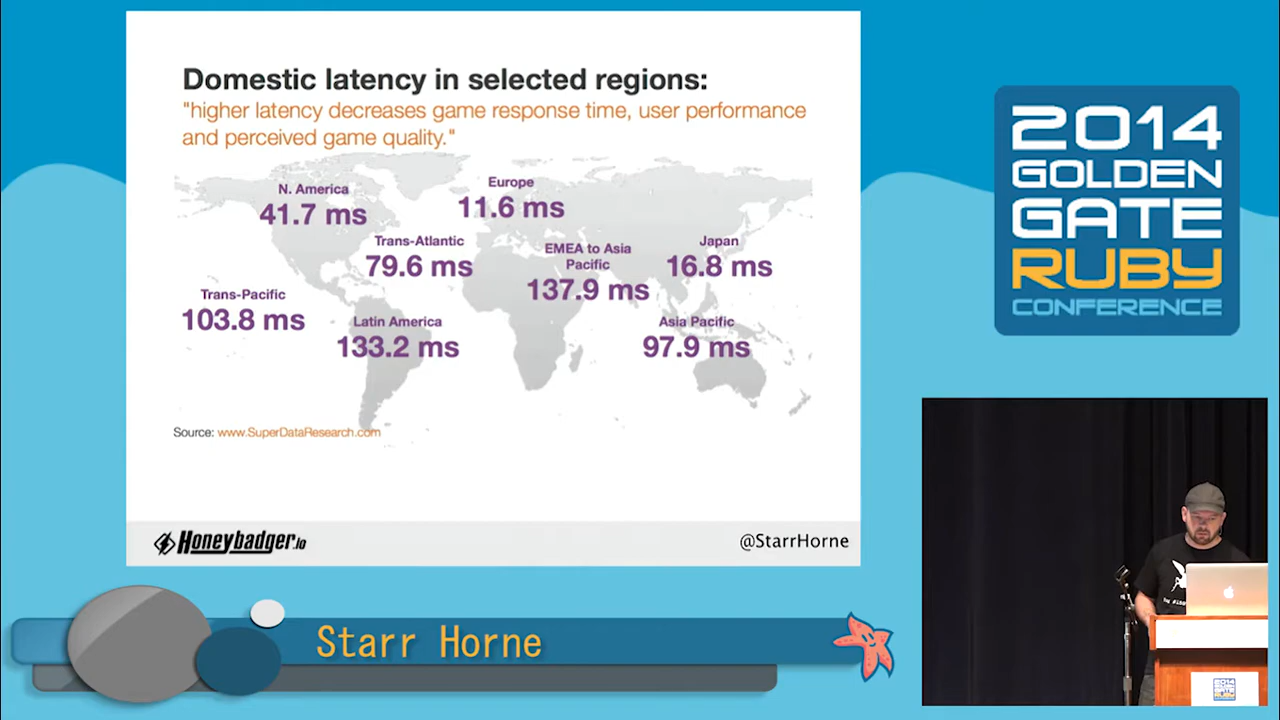 Domestic latency in selected regions:
"higher latency decreases game response time, user performance
and perceived game quality."
N. America
41.7 ms
Europe
11.6 ms
Trans-Atlantic
79.6 ms
EMEA to Asia
Pacific
137.9 ms
Japan
16.8 ms
Trans-Pacific
103.8 ms
Latin America
133.2 ms
Asia Pacific
97.9 ms
Source: www.SuperDataResearch.com
Honeybadger.io
@StarrHorne
2014
GOLDEN
GATE
RUBY
CONFERENCE
Starr Horne